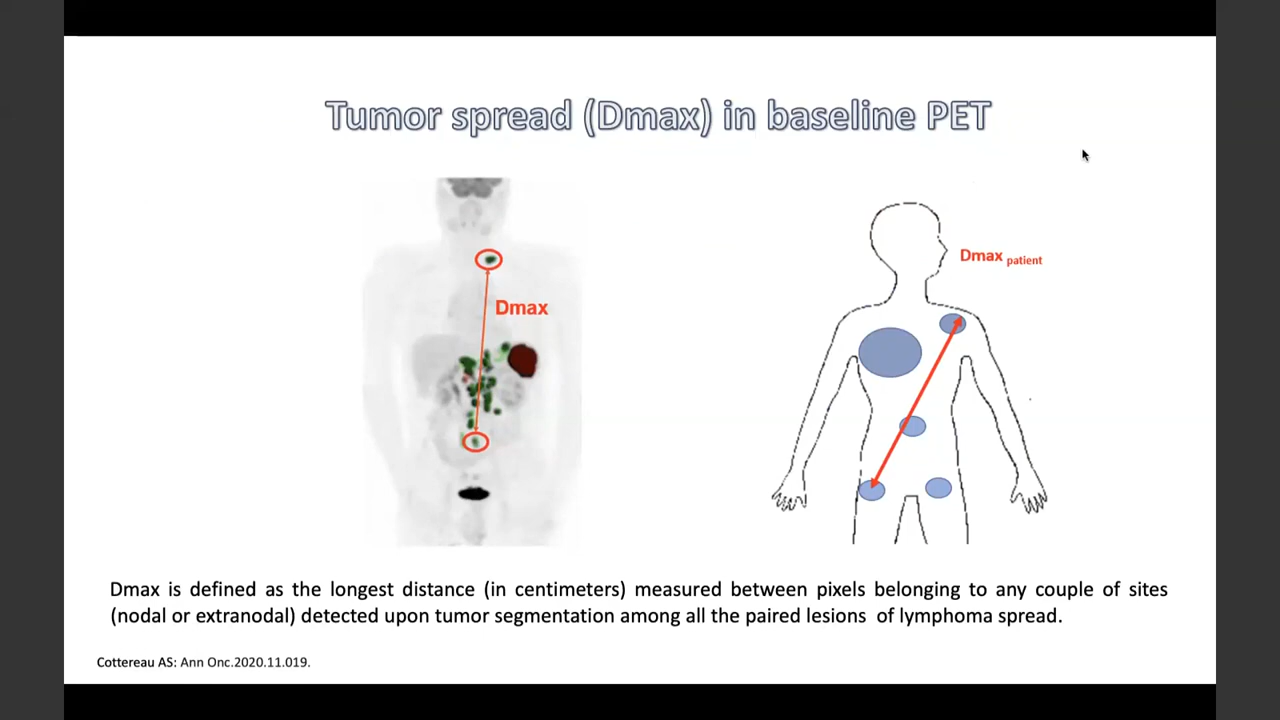 Tumor spread (Dmax) in baseline PET
Dmax
Dmax patient
Dmax is defined as the longest distance (in centimeters) measured between pixels belonging to any couple of sites
(nodal or extranodal) detected upon tumor segmentation among all the paired lesions of lymphoma spread.
Cottereau AS: Ann Onc.2020.11.019.